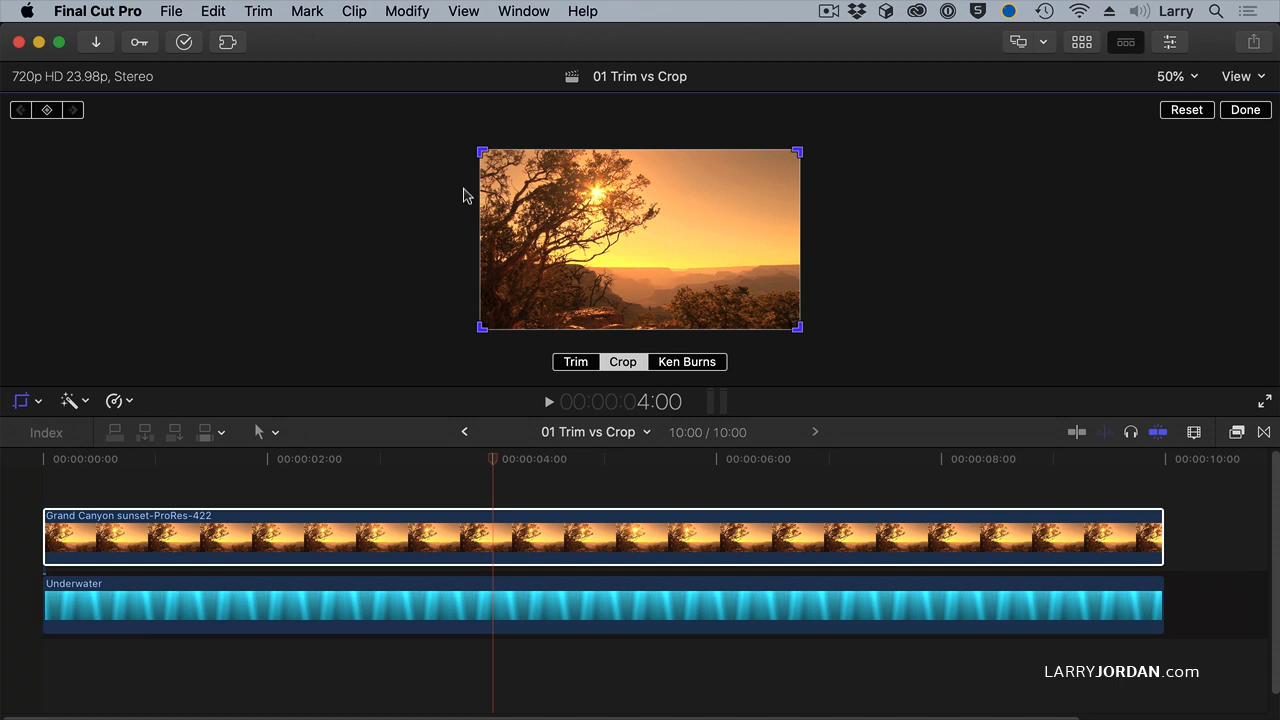 Final Cut Pro File Edit Trim Mark Clip Modify View Window Help Larry
720p HD 23.98p, Stereo 01 Trim vs Crop 50% View
Reset Done
Trim Crop Ken Burns
00:00:04:00
Index 01 Trim vs Crop 10:00 / 10:00
00:00:00:00 00:00:02:00 00:00:04:00 00:00:06:00 00:00:08:00 00:00:10:00
Grand Canyon sunset-ProRes-422
Underwater
LARRYJORDAN.com